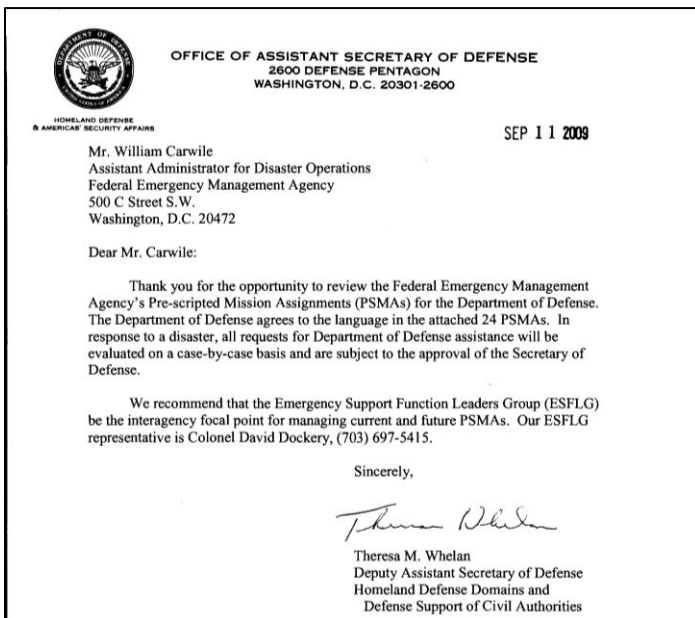 OFFICE OF ASSISTANT SECRETARY OF DEFENSE
2600 DEFENSE PENTAGON
WASHINGTON, D.C. 20301-2600
HOMELAND DEFENSE
& AMERICAS' SECURITY AFFAIRS
SEP 11 2009
Mr. William Carwile
Assistant Administrator for Disaster Operations
Federal Emergency Management Agency
500 C Street S.W.
Washington, D.C. 20472
Dear Mr. Carwile:
Thank you for the opportunity to review the Federal Emergency Management
Agency's Pre-scripted Mission Assignments (PSMAs) for the Department of Defense.
The Department of Defense agrees to the language in the attached 24 PSMAs. In
response to a disaster, all requests for Department of Defense assistance will be
evaluated on a case-by-case basis and are subject to the approval of the Secretary of
Defense.
We recommend that the Emergency Support Function Leaders Group (ESFLG)
be the interagency focal point for managing current and future PSMAs. Our ESFLG
representative is Colonel David Dockery, (703) 697-5415.
Sincerely,
Theresa M. Whelan
Deputy Assistant Secretary of Defense
Homeland Defense Domains and
Defense Support of Civil Authorities